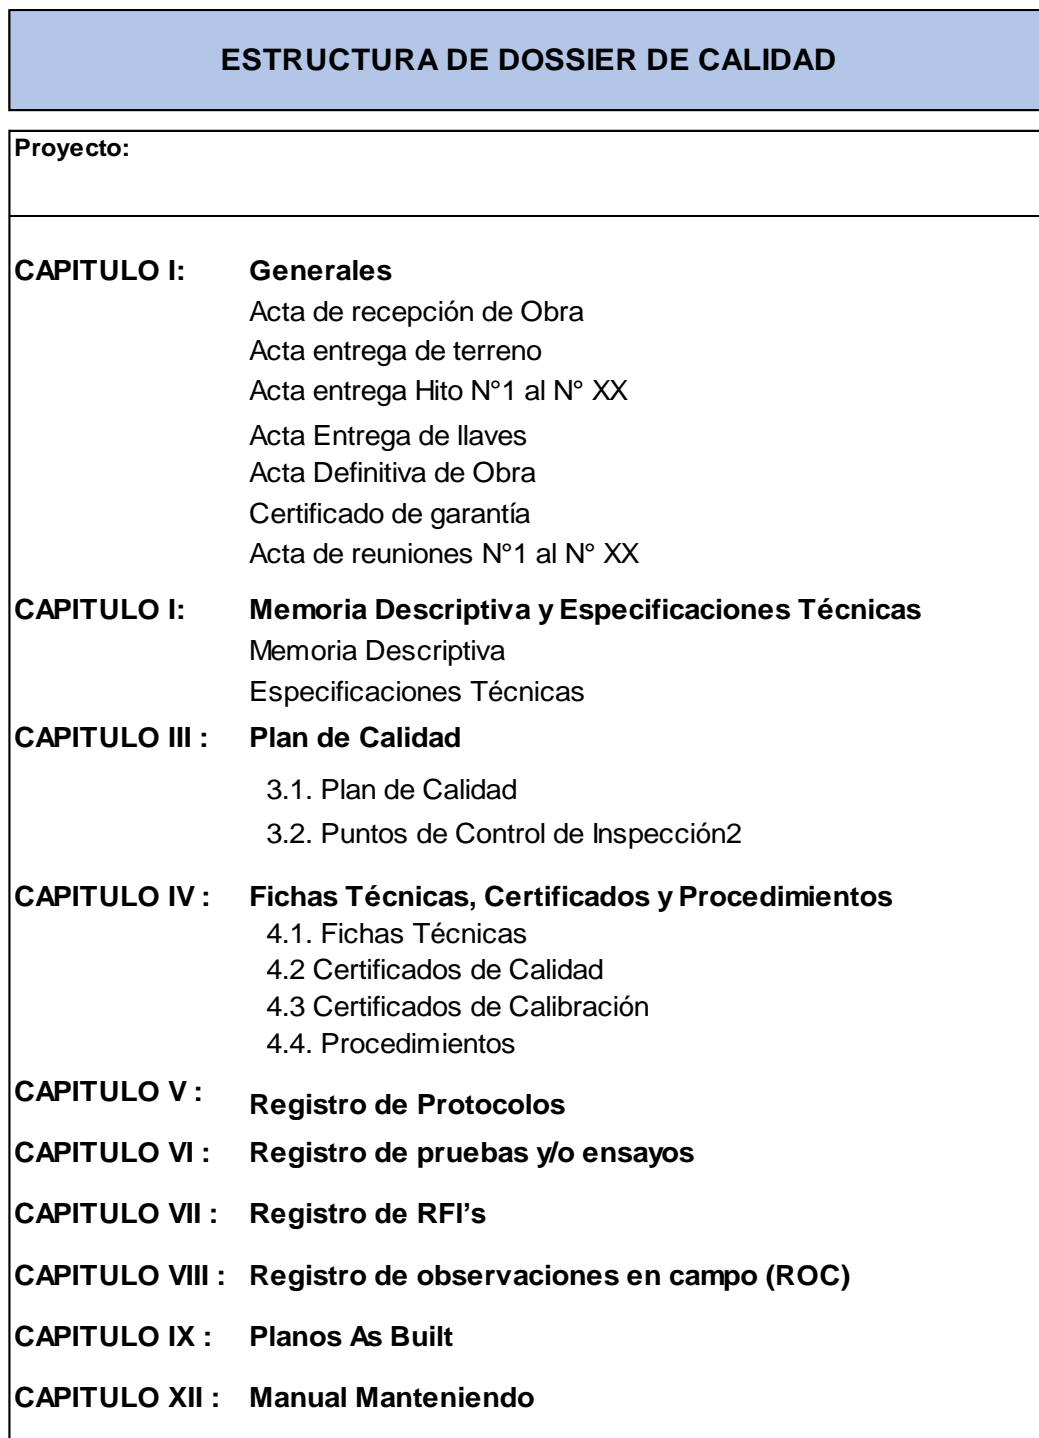 ESTRUCTURA DE DOSSIER DE CALIDAD
Proyecto:
CAPITULO I: Generales
Acta de recepción de Obra
Acta entrega de terreno
Acta entrega Hito N°1 al N° XX
Acta Entrega de llaves
Acta Definitiva de Obra
Certificado de garantía
Acta de reuniones N°1 al N° XX
CAPITULO I: Memoria Descriptiva y Especificaciones Técnicas
Memoria Descriptiva
Especificaciones Técnicas
CAPITULO III : Plan de Calidad
3.1. Plan de Calidad
3.2. Puntos de Control de Inspección2
CAPITULO IV : Fichas Técnicas, Certificados y Procedimientos
4.1. Fichas Técnicas
4.2 Certificados de Calidad
4.3 Certificados de Calibración
4.4. Procedimientos
CAPITULO V : Registro de Protocolos
CAPITULO VI : Registro de pruebas y/o ensayos
CAPITULO VII : Registro de RFI's
CAPITULO VIII : Registro de observaciones en campo (ROC)
CAPITULO IX : Planos As Built
CAPITULO XII : Manual Manteniendo